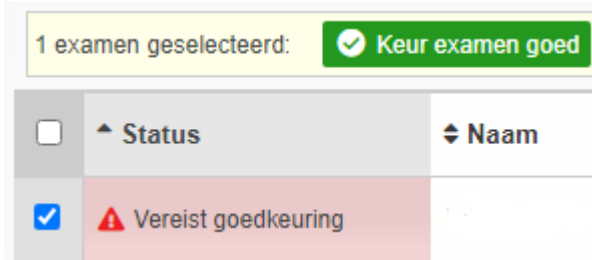 1 examen geselecteerd: Keur examen goed
Status Naam
Vereist goedkeuring